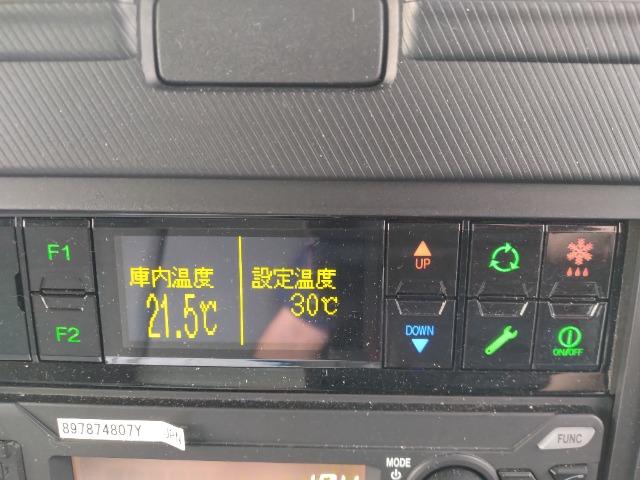 F1
F2
庫内温度
21.5℃
設定温度
30℃
UP
DOWN
ON/OFF
897874807Y
JPN
FUNC
MODE